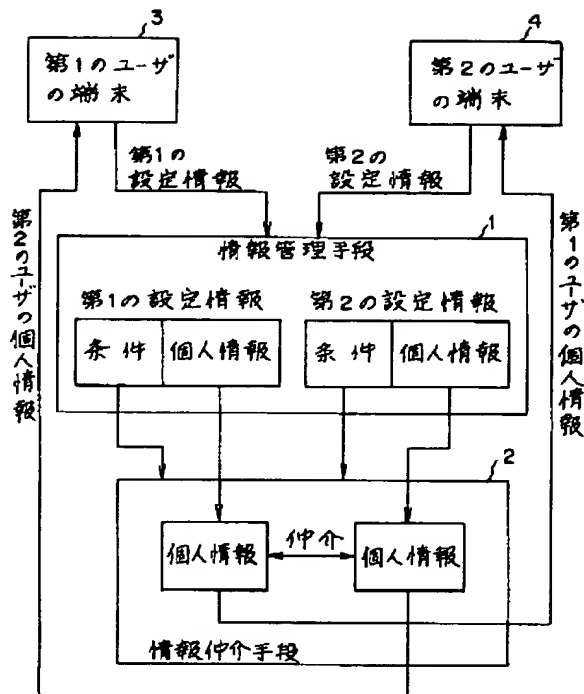 3
第1のユーザ
の端末
4
第2のユーザ
の端末
第1の
設定情報
第2の
設定情報
第2のユーザの個人情報
第1のユーザの個人情報
1
情報管理手段
第1の設定情報
第2の設定情報
条件
個人情報
条件
個人情報
2
個人情報
仲介
個人情報
情報仲介手段